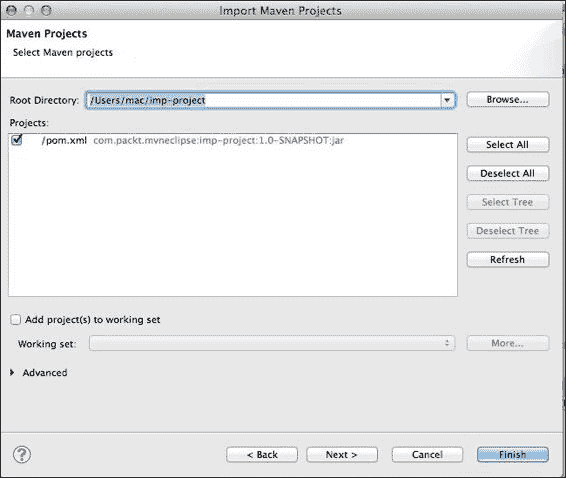 Import Maven Projects
Maven Projects
Select Maven projects
Root Directory: /Users/mac/imp-project Browse...
Projects:
/pom.xml com.packt.mvneclipse:imp-project:1.0-SNAPSHOT:jar
Select All
Deselect All
Select Tree
Deselect Tree
Refresh
Add project(s) to working set
Working set: More...
Advanced
? < Back Next > Cancel Finish